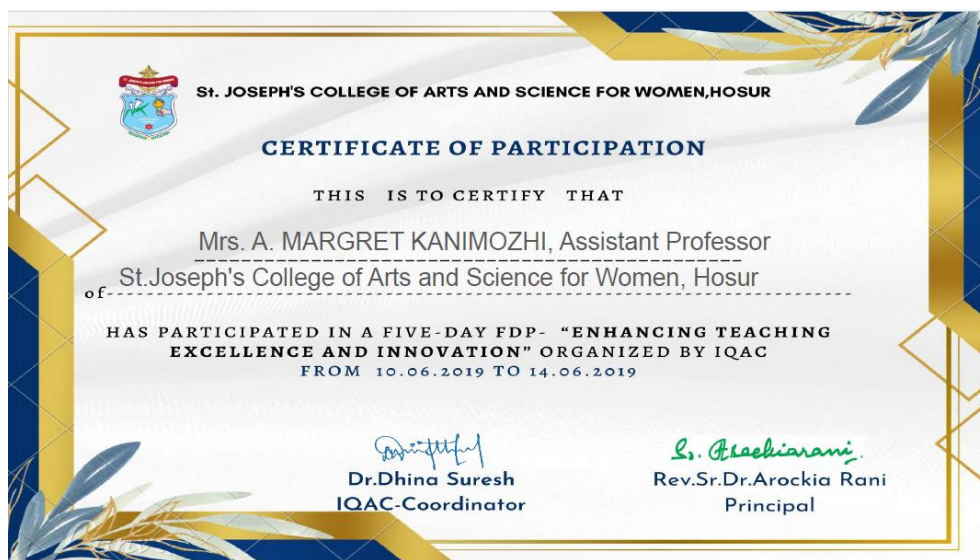 St. JOSEPH'S COLLEGE OF ARTS AND SCIENCE FOR WOMEN,HOSUR
CERTIFICATE OF PARTICIPATION
THIS IS TO CERTIFY THAT
Mrs. A. MARGRET KANIMOZHI, Assistant Professor
of St.Joseph's College of Arts and Science for Women, Hosur
HAS PARTICIPATED IN A FIVE-DAY FDP- “ENHANCING TEACHING
EXCELLENCE AND INNOVATION” ORGANIZED BY IQAC
FROM 10.06.2019 TO 14.06.2019
Dr.Dhina Suresh
IQAC-Coordinator
Rev.Sr.Dr.Arockia Rani
Principal